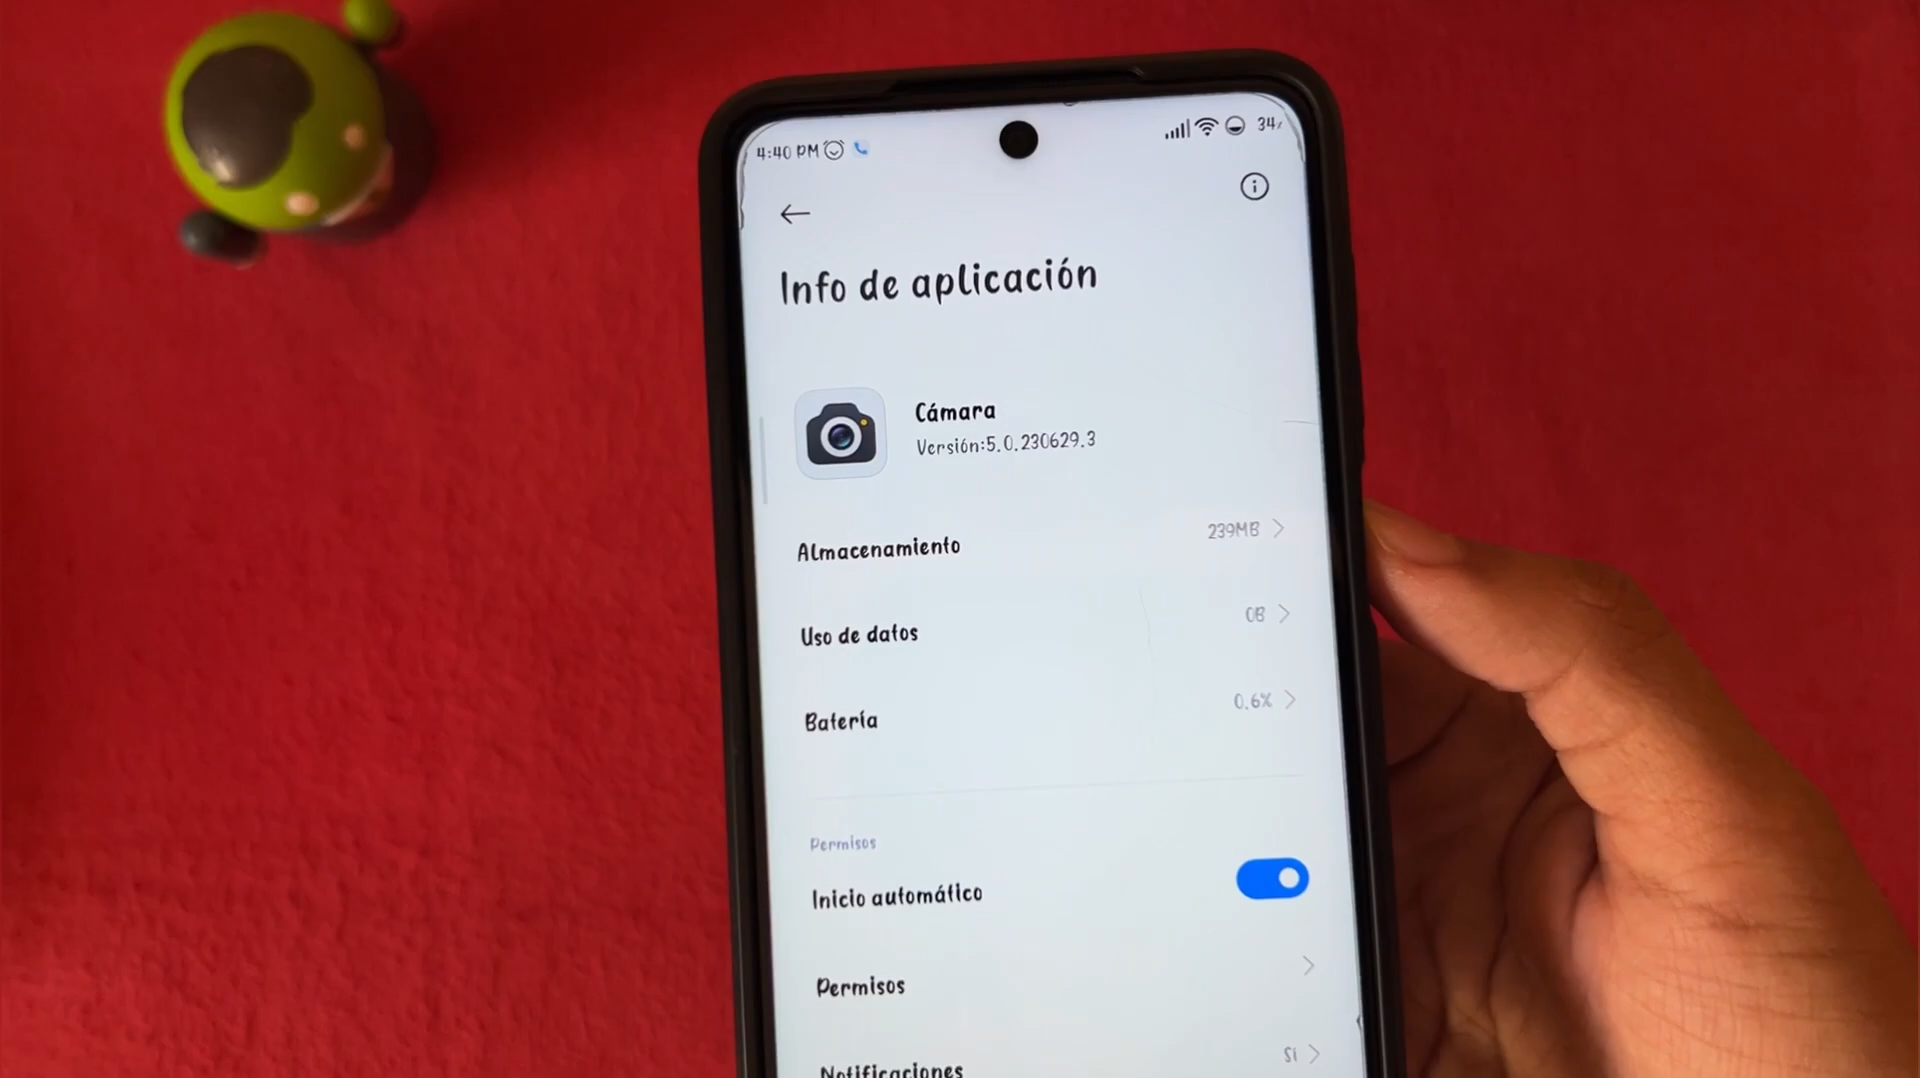 4:40 PM
34%
Info de aplicación
Cámara
Versión:5.0.230629.3
Almacenamiento 239MB
Uso de datos 0B
Batería 0.6%
Permisos
Inicio automático
Permisos
Notificaciones Sí